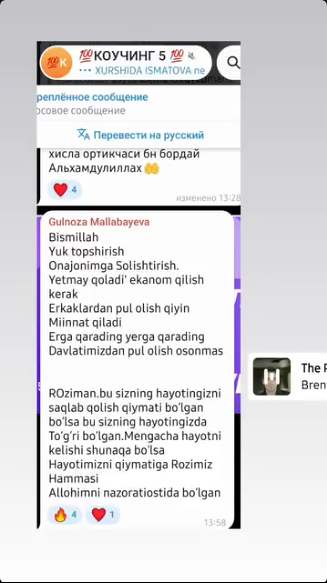 💯КОУЧИНГ 5 💯
XURSHIDA ISMATOVA ne
реплённое сообщение
осовое сообщение
Перевести на русский
хисла ортикчаси бн бордай
Альхамдулиллах 🤲
❤️ 4
изменено 13:28
Gulnoza Mallabayeva
Bismillah
Yuk topshirish
Onajonimga Solishtirish.
Yetmay qoladi' ekanom qilish
kerak
Erkaklardan pul olish qiyin
Miinnat qiladi
Erga qarading yerga qarading
Davlatimizdan pul olish osonmas
ROziman.bu sizning hayotingizni
saqlab qolish qiymati bo'lgan
bo'lsa bu sizning hayotingizda
To'g'ri bo'lgan.Mengacha hayotni
kelishi shunaqa bo'lsa
Hayotimizni qiymatiga Rozimiz
Hammasi
Allohimni nazoratiostida bo'lgan
🔥 4 ❤️ 1
13:58
Bren